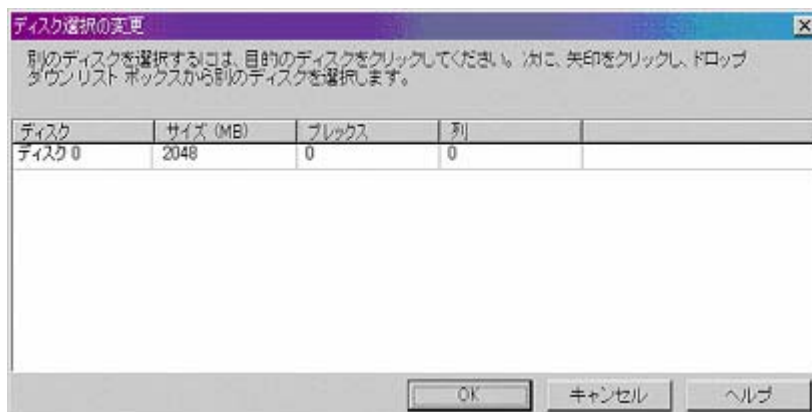 ディスク選択の変更
別のディスクを選択するには、目的のディスクをクリックしてください。次に、矢印をクリックし、ドロップ
ダウン リスト ボックスから別のディスクを選択します。
ディスク サイズ (MB) プレックス 列
ディスク 0 2048 0 0
OK キャンセル ヘルプ